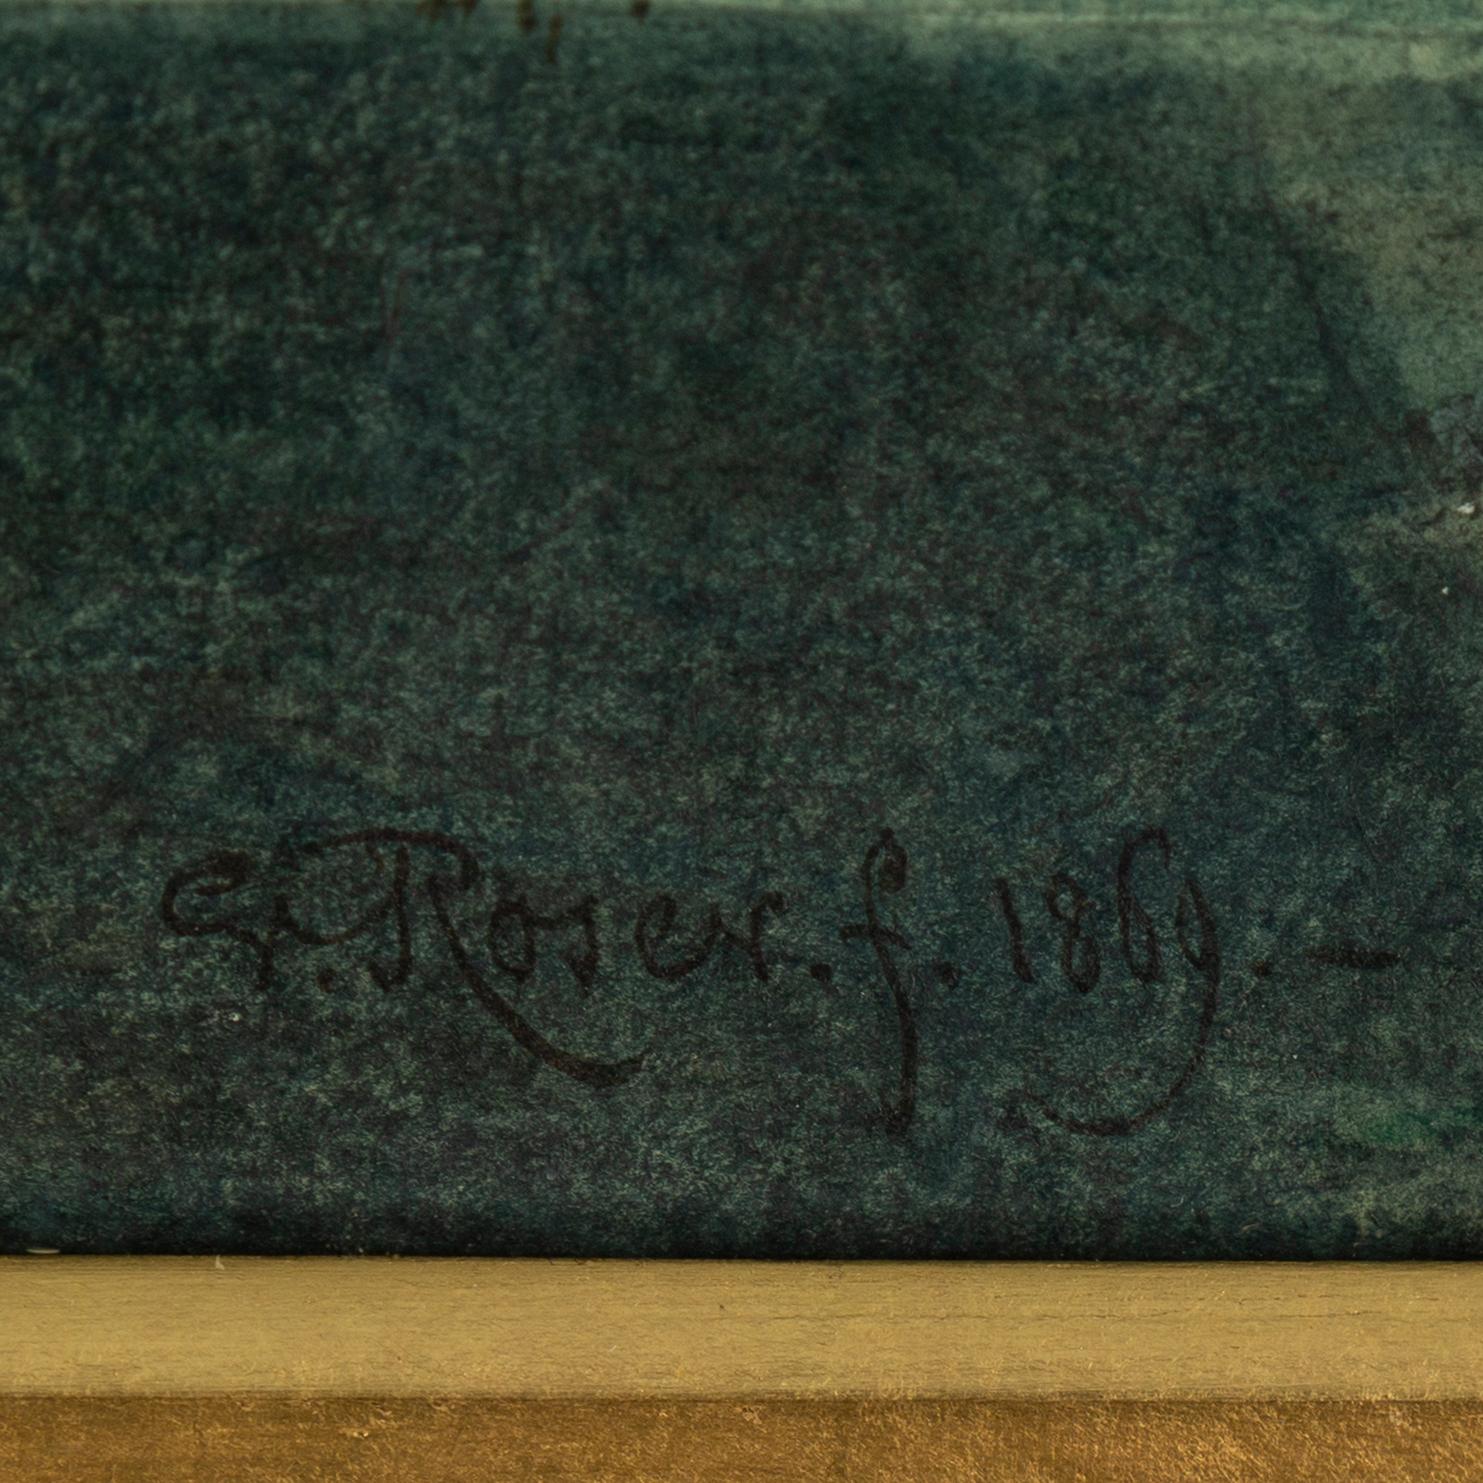 G. Roser. f. 1869. —